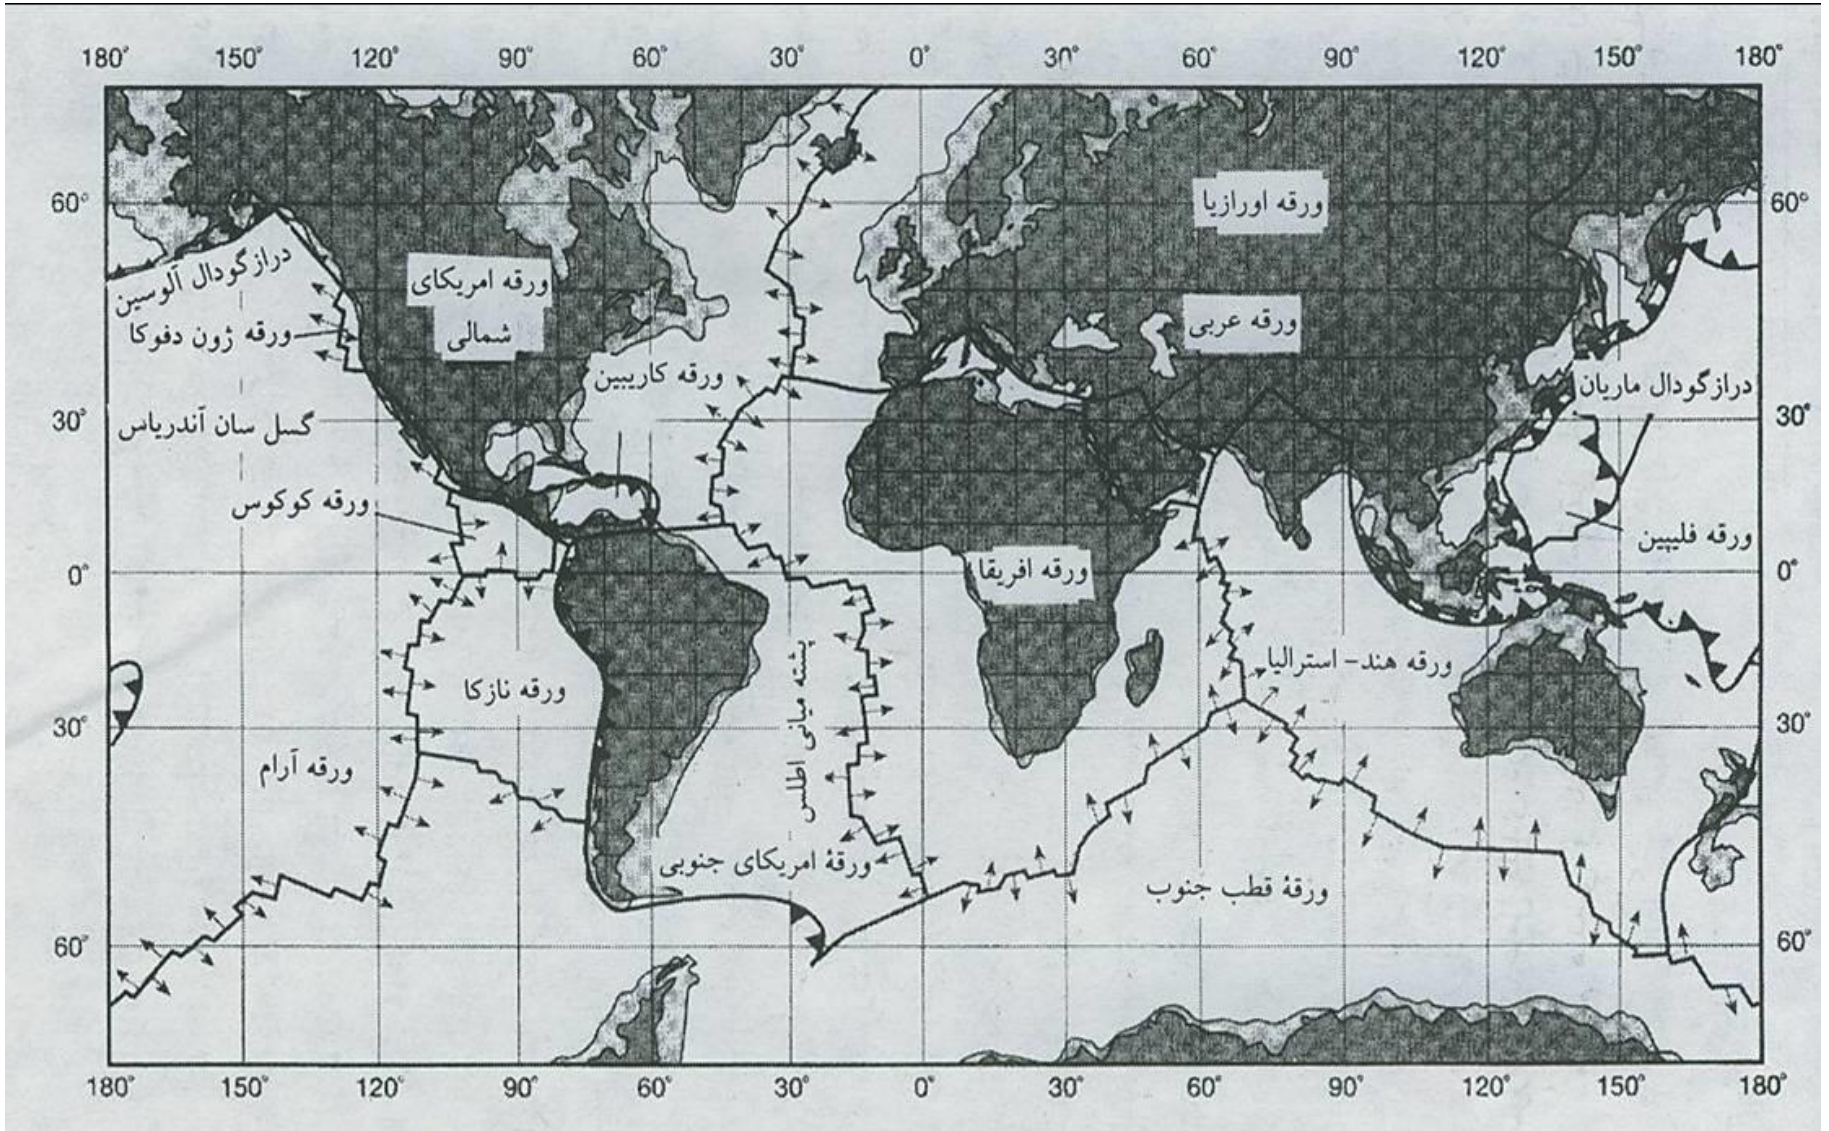 180° 150° 120° 90° 60° 30° 0° 30° 60° 90° 120° 150° 180°
60° 60°
ورقه اورازیا
درازگودال آلوسین
ورقه امریکای
شمالی
ورقه ژون دفوکا
ورقه عربی
ورقه کاریبین
درازگودال ماریان
30° 30°
گسل سان آندریاس
ورقه کوکوس
ورقه فلیپین
ورقه افریقا
0° 0°
ورقه نازکا
پشته میانی اطلس
ورقه هند- استرالیا
30° 30°
ورقه آرام
ورقۀ امریکای جنوبی
ورقۀ قطب جنوب
60° 60°
180° 150° 120° 90° 60° 30° 0° 30° 60° 90° 120° 150° 180°